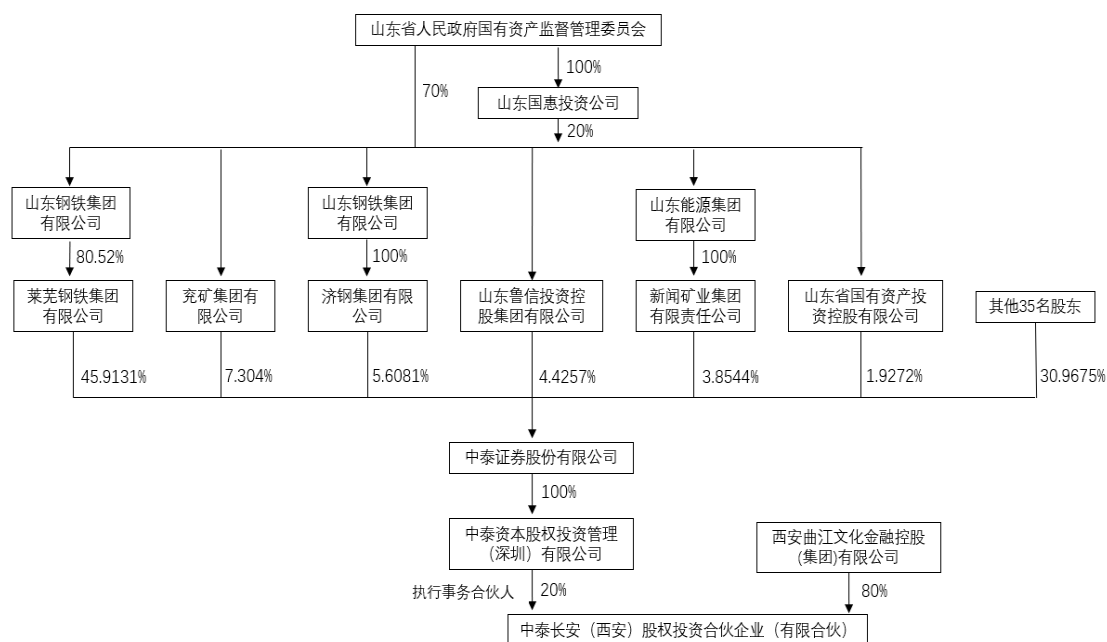 山东省人民政府国有资产监督管理委员会
100%
70%
山东国惠投资公司
20%
山东钢铁集团
有限公司
山东钢铁集团
有限公司
山东能源集团
有限公司
80.52%
100%
100%
莱芜钢铁集团
有限公司
兖矿集团有
限公司
济钢集团有限
公司
山东鲁信投资控
股集团有限公司
新闻矿业集团
有限责任公司
山东省国有资产投
资控股有限公司
其他35名股东
45.9131%
7.304%
5.6081%
4.4257%
3.8544%
1.9272%
30.9675%
中泰证券股份有限公司
100%
中泰资本股权投资管理
（深圳）有限公司
西安曲江文化金融控股
(集团)有限公司
执行事务合伙人
20%
80%
中泰长安（西安）股权投资合伙企业（有限合伙）